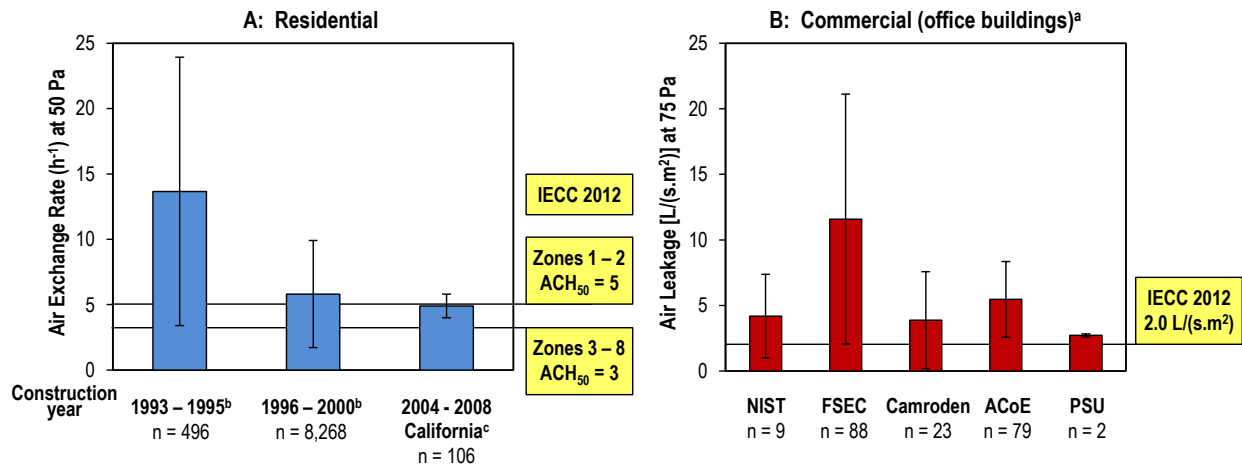 A: Residential
Air Exchange Rate (h⁻¹) at 50 Pa
25
20
15
10
5
0
IECC 2012
Zones 1 – 2
ACH₅₀ = 5
Zones 3 – 8
ACH₅₀ = 3
Construction
year
1993 – 1995ᵇ
n = 496
1996 – 2000ᵇ
n = 8,268
2004 - 2008
Californiaᶜ
n = 106
B: Commercial (office buildings)ᵃ
Air Leakage [L/(s.m²)] at 75 Pa
25
20
15
10
5
0
IECC 2012
2.0 L/(s.m²)
NIST
n = 9
FSEC
n = 88
Camroden
n = 23
ACoE
n = 79
PSU
n = 2